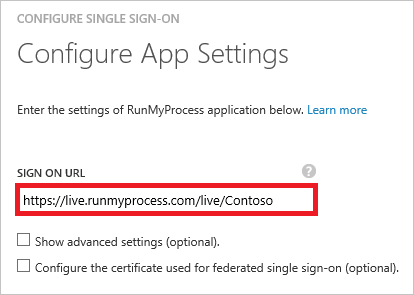 CONFIGURE SINGLE SIGN-ON
Configure App Settings
Enter the settings of RunMyProcess application below. Learn more
SIGN ON URL
?
https://live.runmyprocess.com/live/Contoso
Show advanced settings (optional).
Configure the certificate used for federated single sign-on (optional).